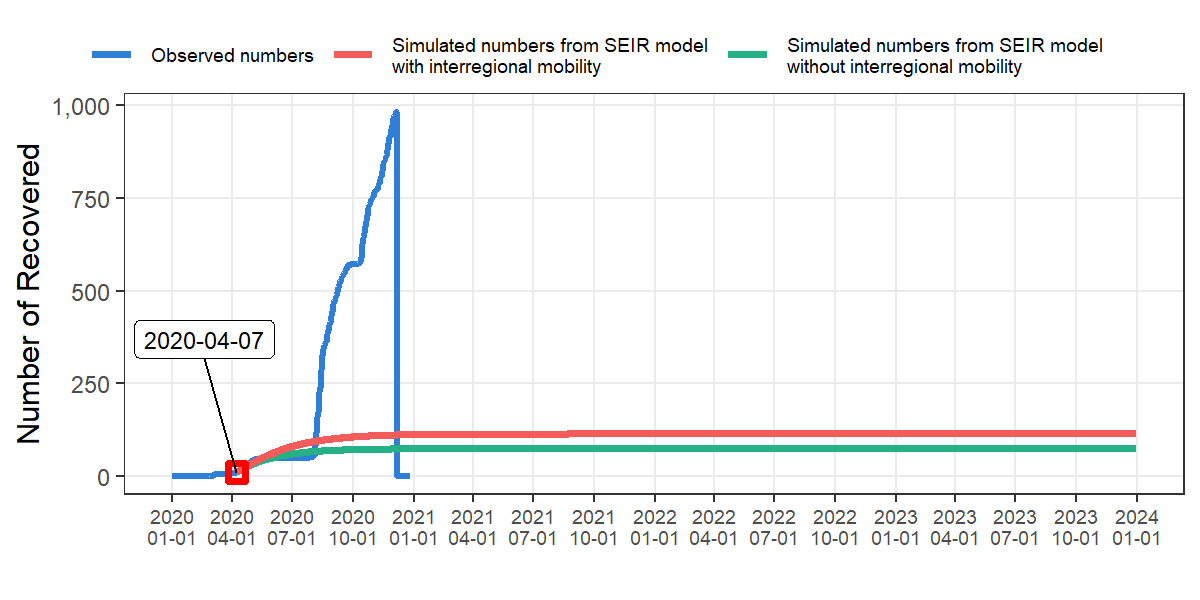 Observed numbers
Simulated numbers from SEIR model
with interregional mobility
Simulated numbers from SEIR model
without interregional mobility
Number of Recovered
1,000
750
500
250
0
2020-04-07
2020 2020 2020 2020 2021 2021 2021 2021 2022 2022 2022 2022 2023 2023 2023 2023 2024
01-01 04-01 07-01 10-01 01-01 04-01 07-01 10-01 01-01 04-01 07-01 10-01 01-01 04-01 07-01 10-01 01-01